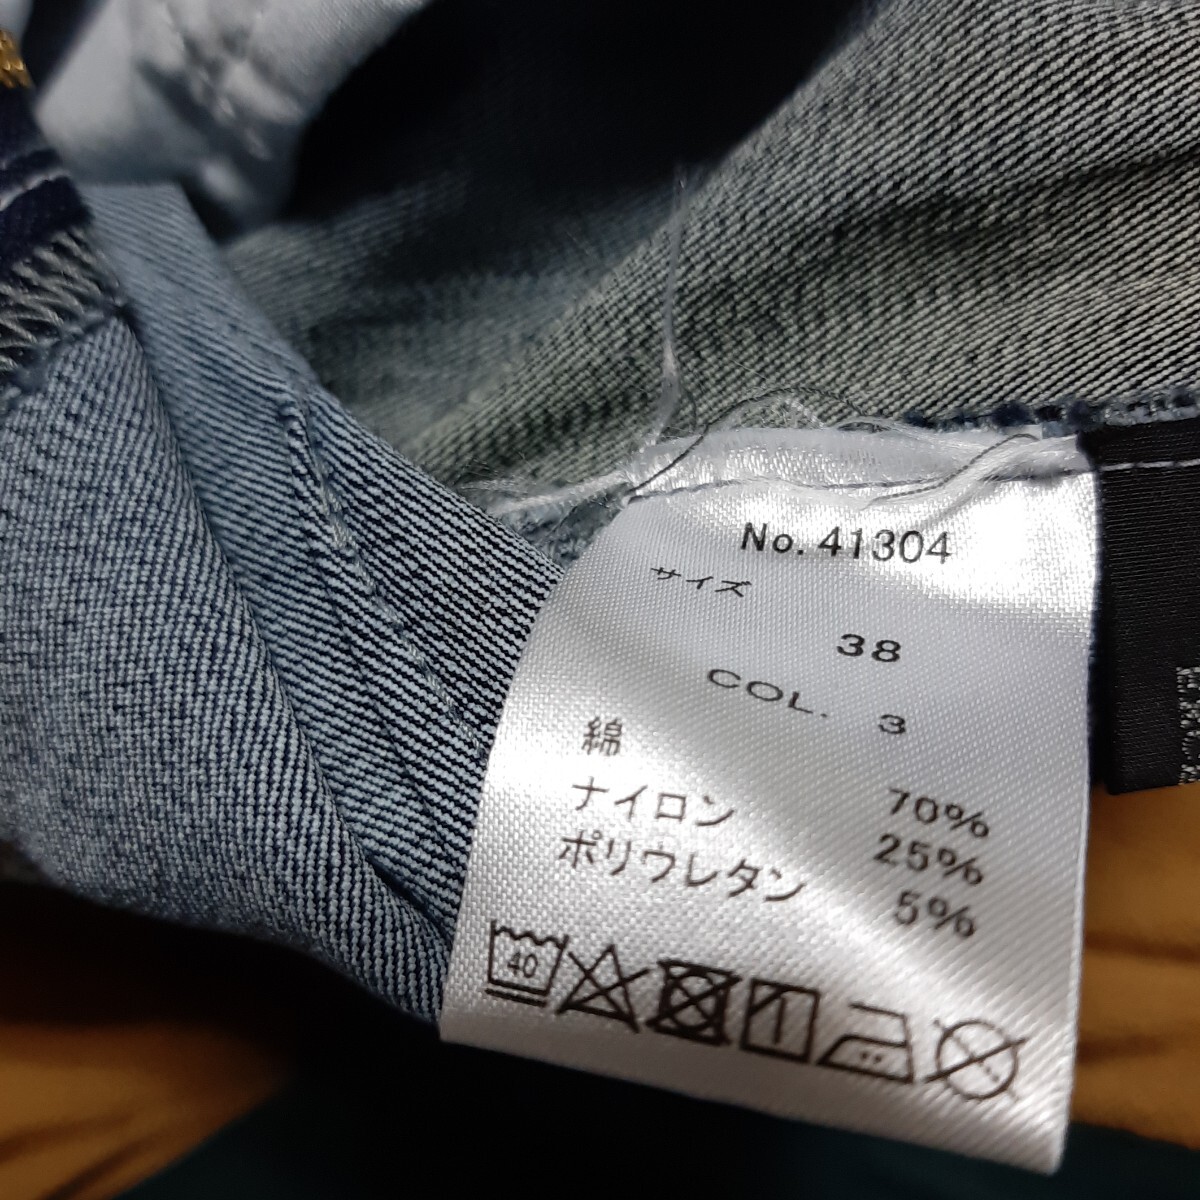 No. 41304
サイズ
38
COL. 3
綿 70%
ナイロン 25%
ポリウレタン 5%
40